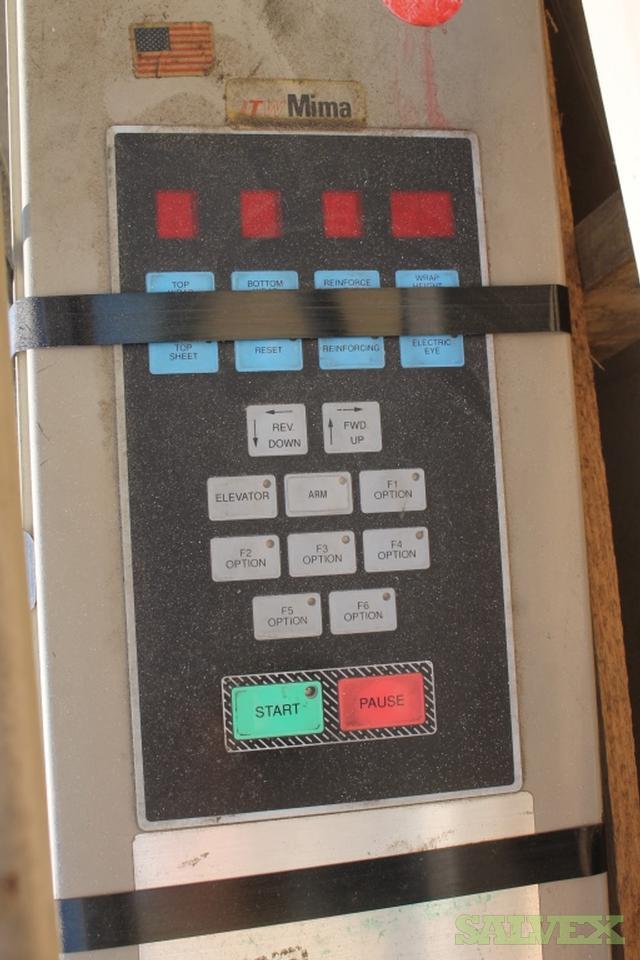 ITW Mima
TOP
BOTTOM
REINFORCE
WRAP
TOP
SHEET
RESET
REINFORCING
ELECTRIC
EYE
REV.
DOWN
FWD.
UP
ELEVATOR
ARM
F1
OPTION
F2
OPTION
F3
OPTION
F4
OPTION
F5
OPTION
F6
OPTION
START
PAUSE
SALVEX